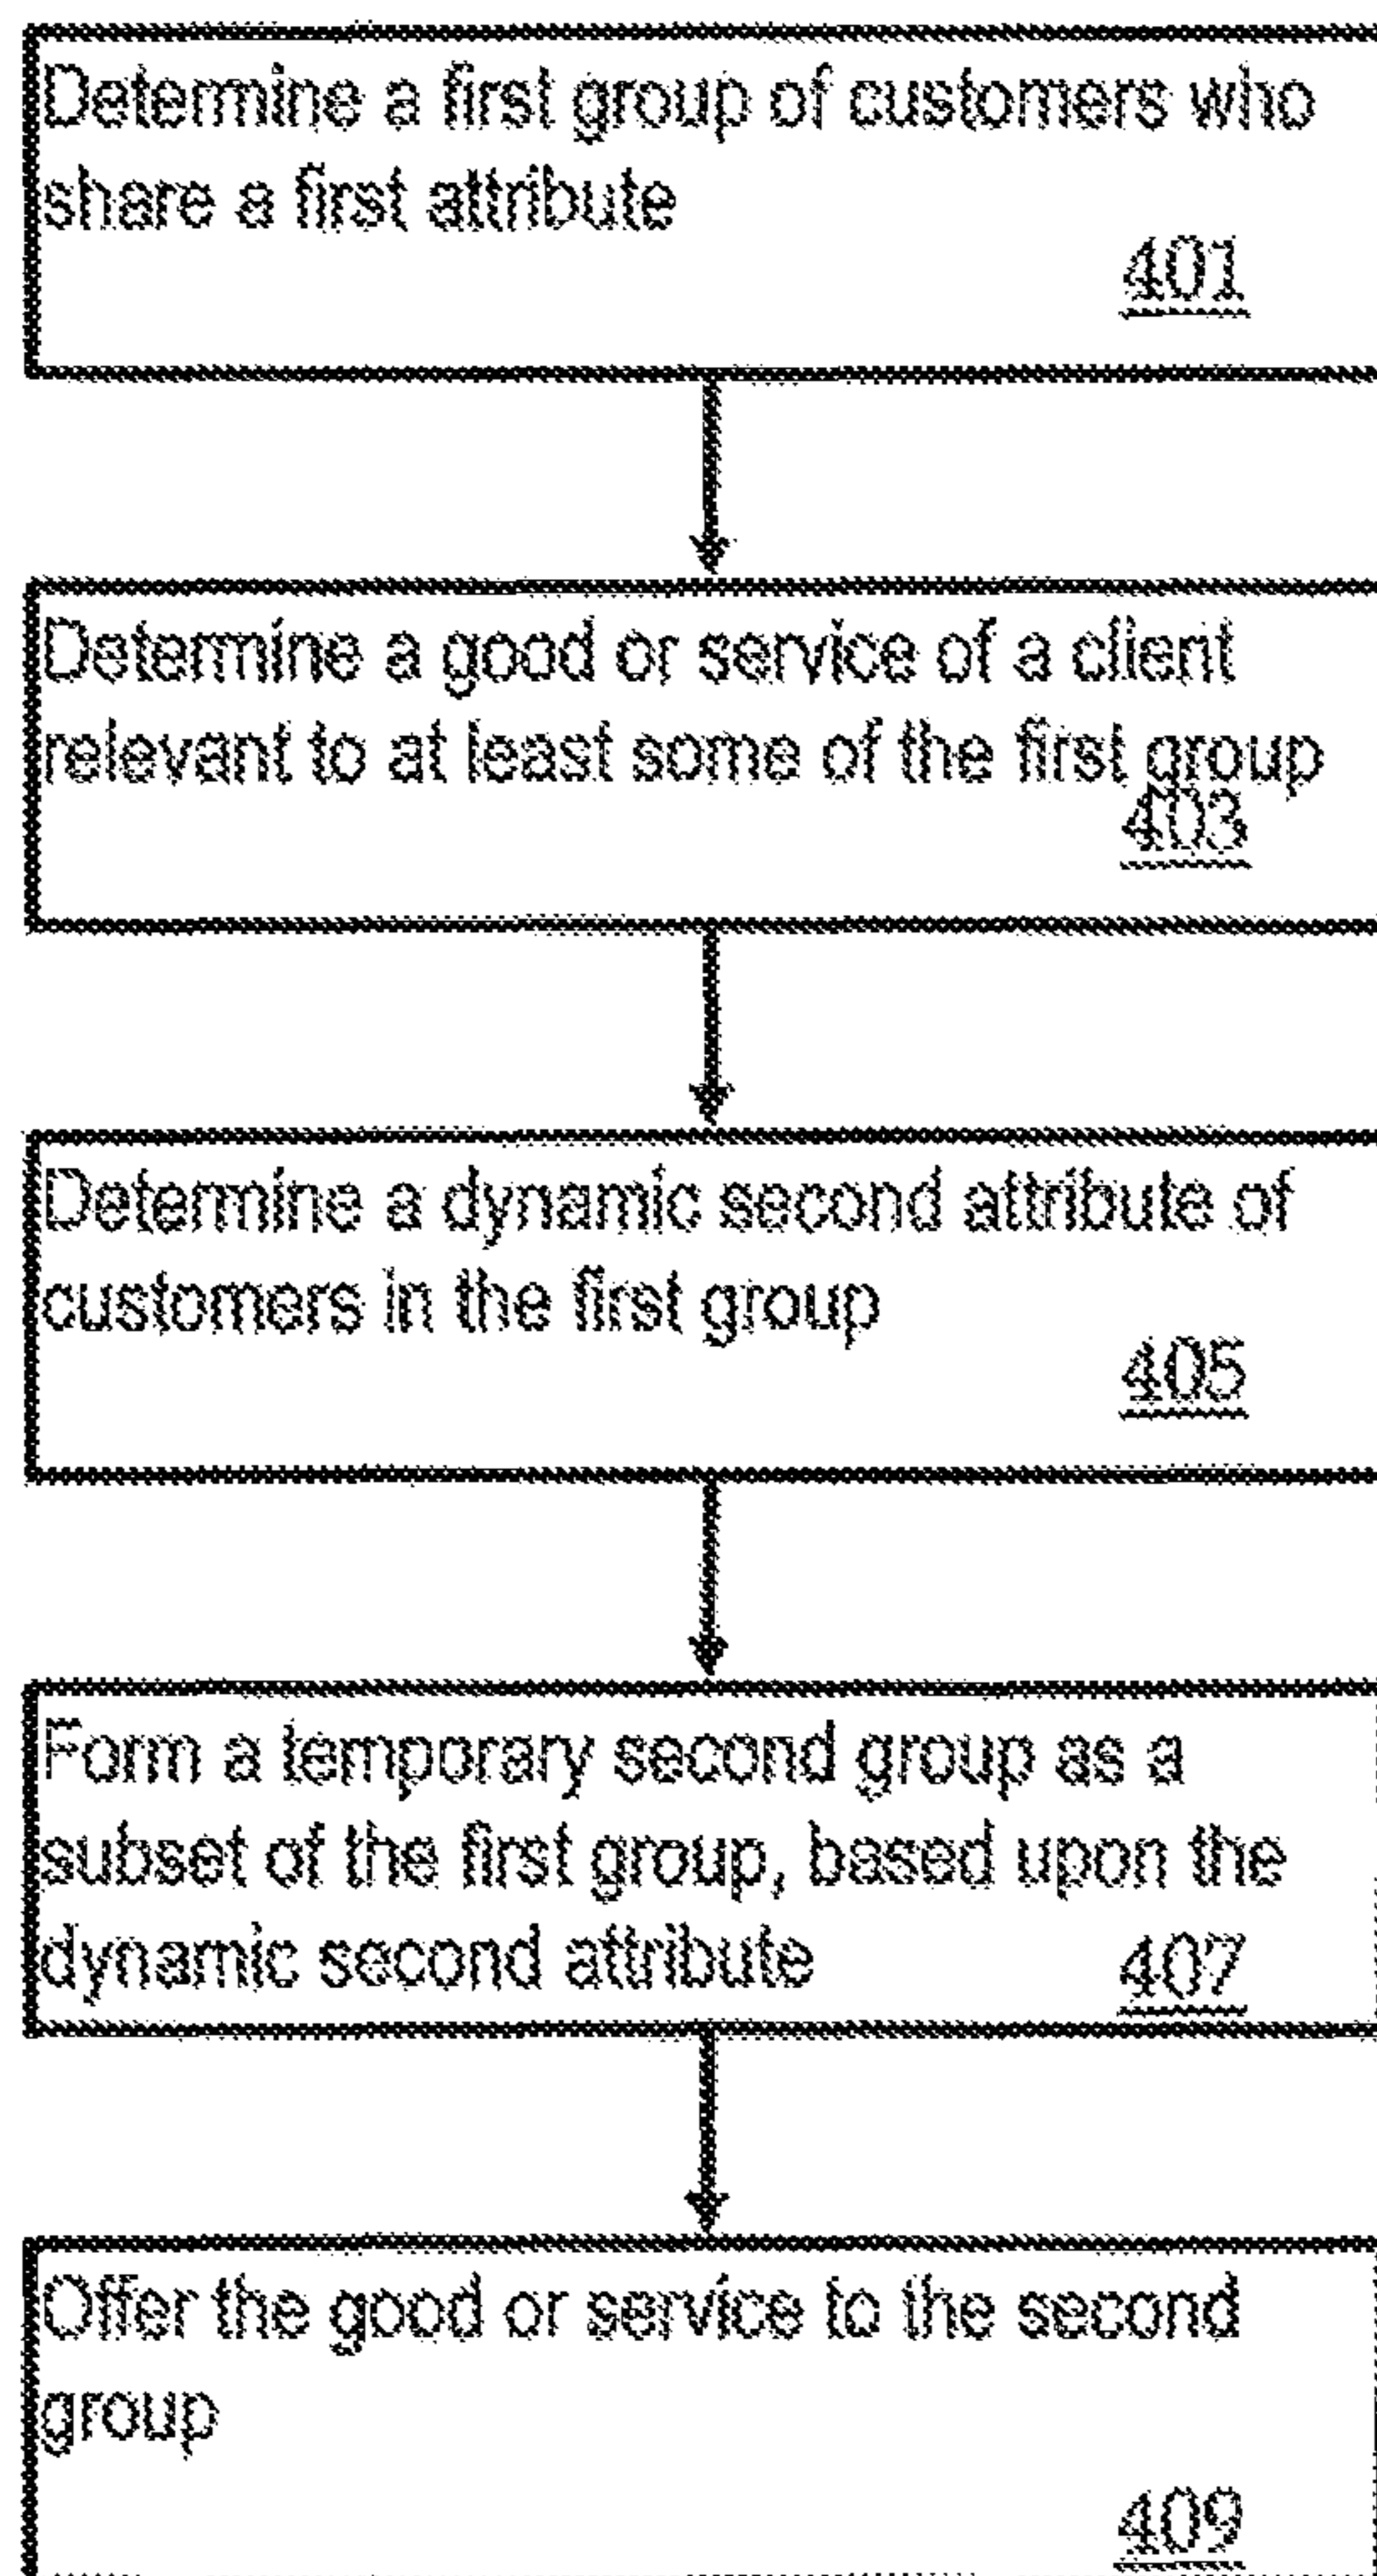 Determine a first group of customers who
share a first attribute
401
Determine a good or service of a client
relevant to at least some of the first group
403
Determine a dynamic second attribute of
customers in the first group
405
Form a temporary second group as a
subset of the first group, based upon the
dynamic second attribute 407
Offer the good or service to the second
group
409